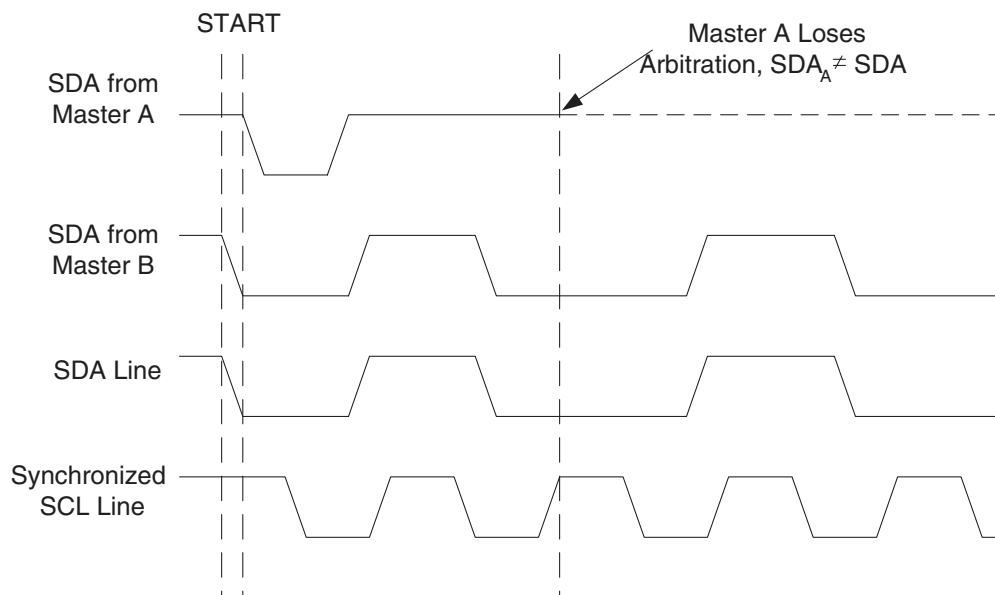 START
Master A Loses
Arbitration, SDA_A ≠ SDA
SDA from
Master A
SDA from
Master B
SDA Line
Synchronized
SCL Line